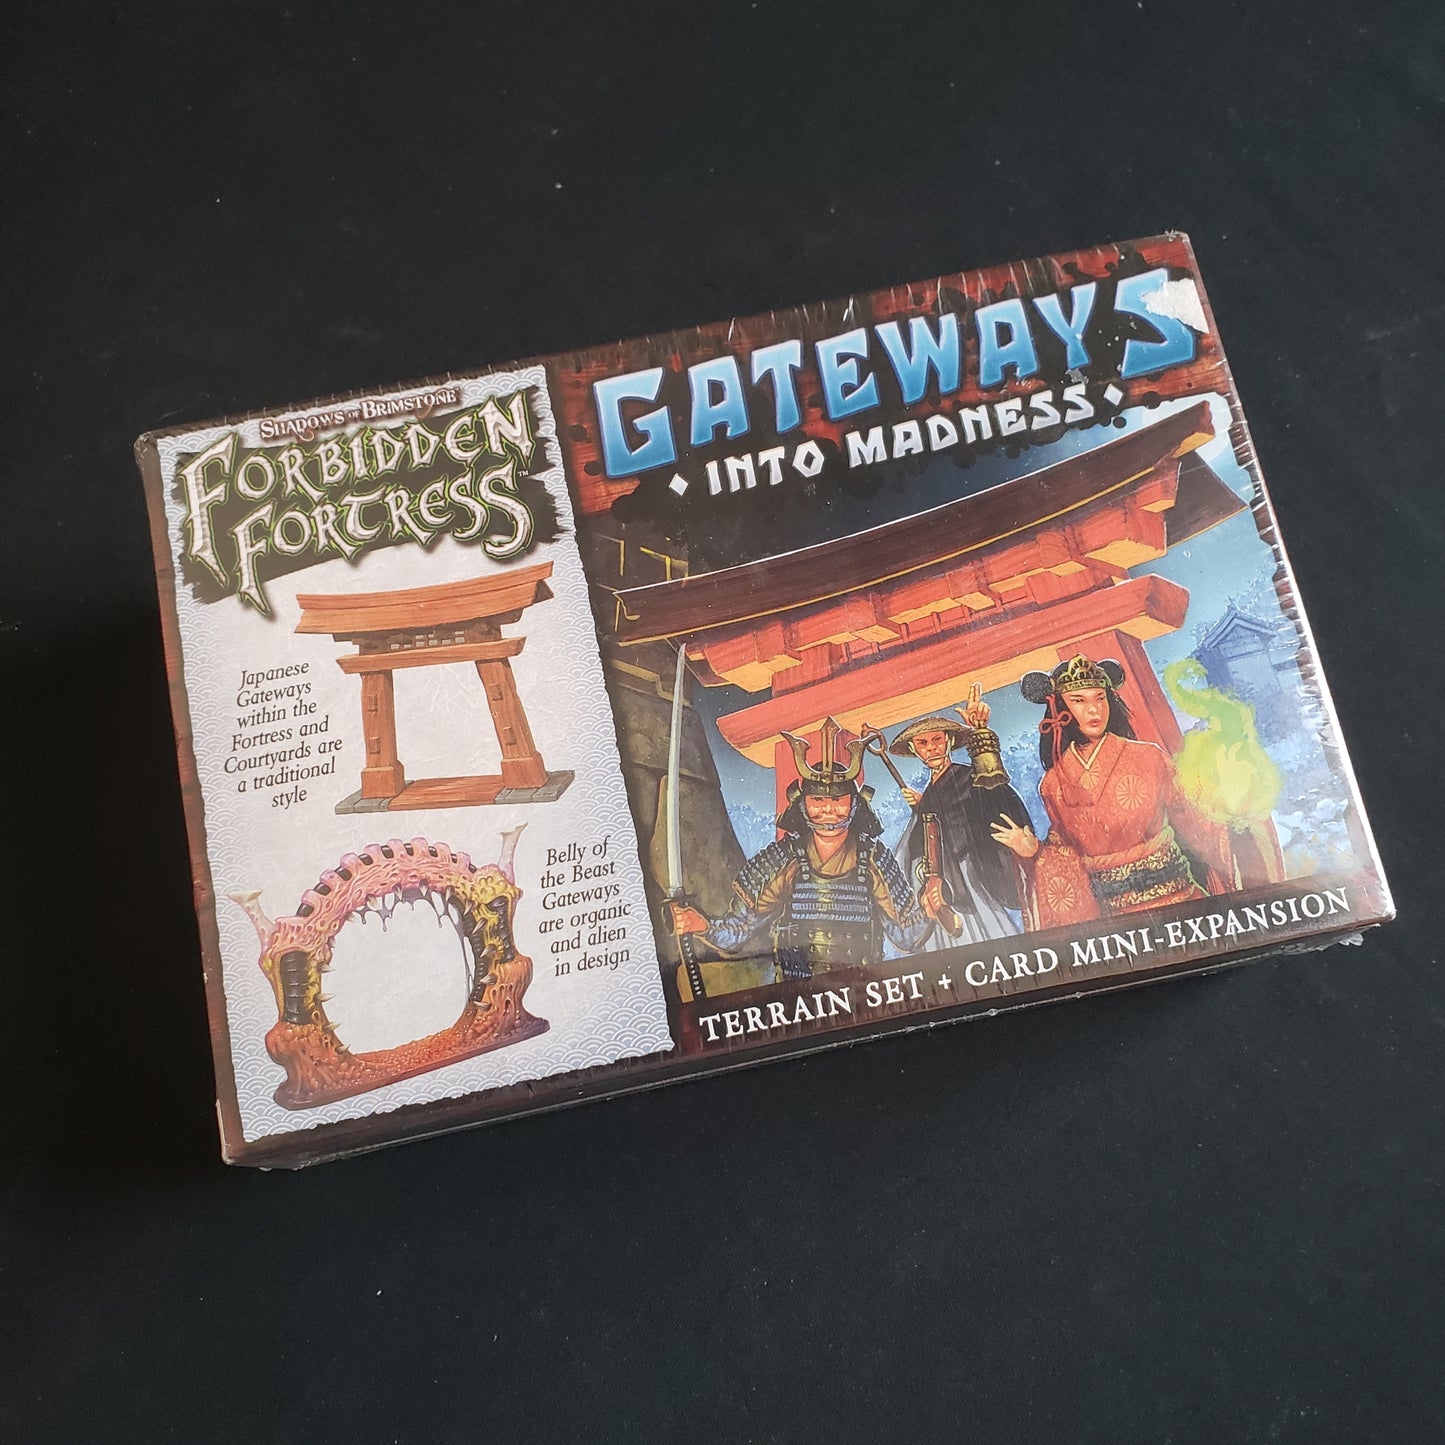 SHADOWS OF BRIMSTONE
FORBIDDEN
FORTRESS™
Japanese
Gateways
within the
Fortress and
Courtyards are
a traditional
style
Belly of
the Beast
Gateways
are organic
and alien
in design
GATEWAYS
INTO MADNESS
TERRAIN SET + CARD MINI-EXPANSION